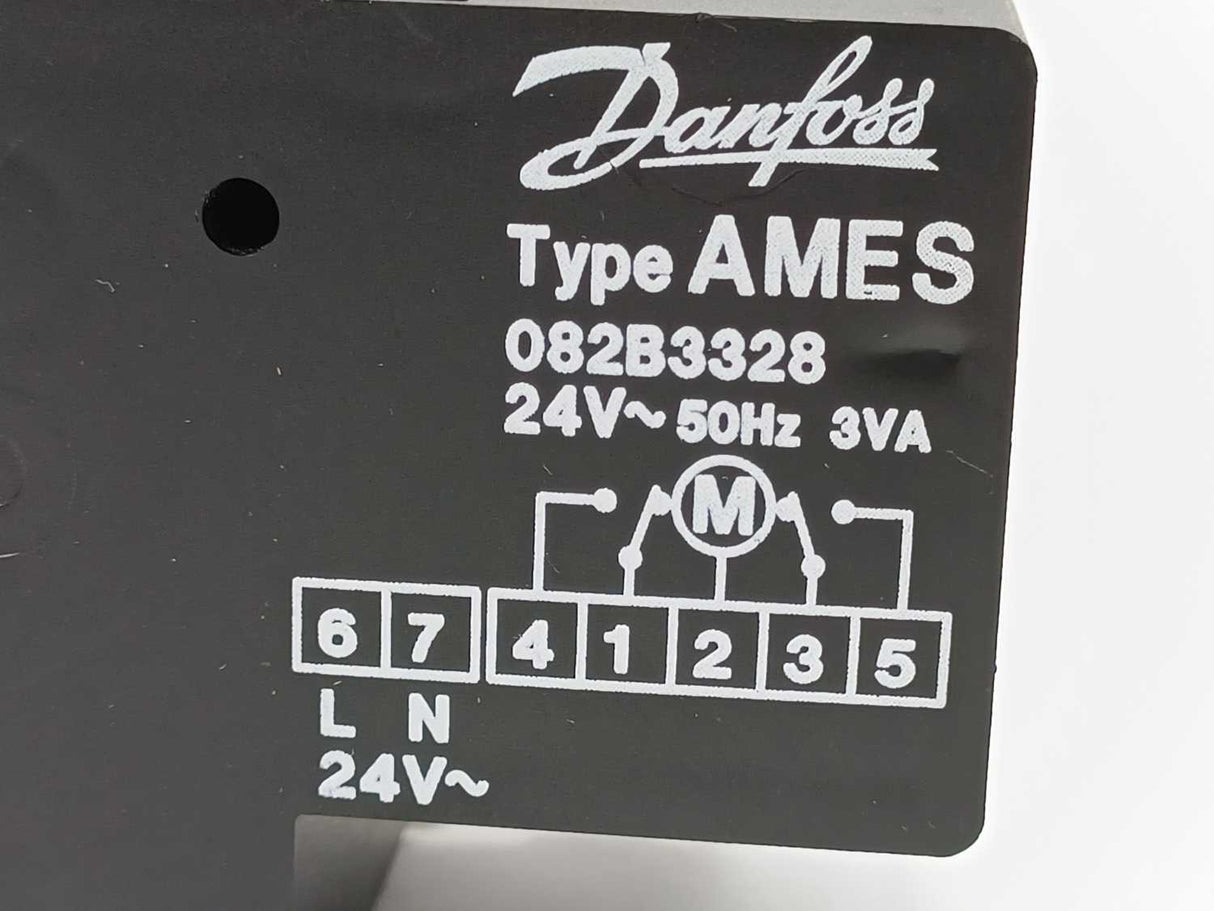 Danfoss
Type AMES
082B3328
24V~ 50Hz 3VA
M
6 7 4 1 2 3 5
L N
24V~